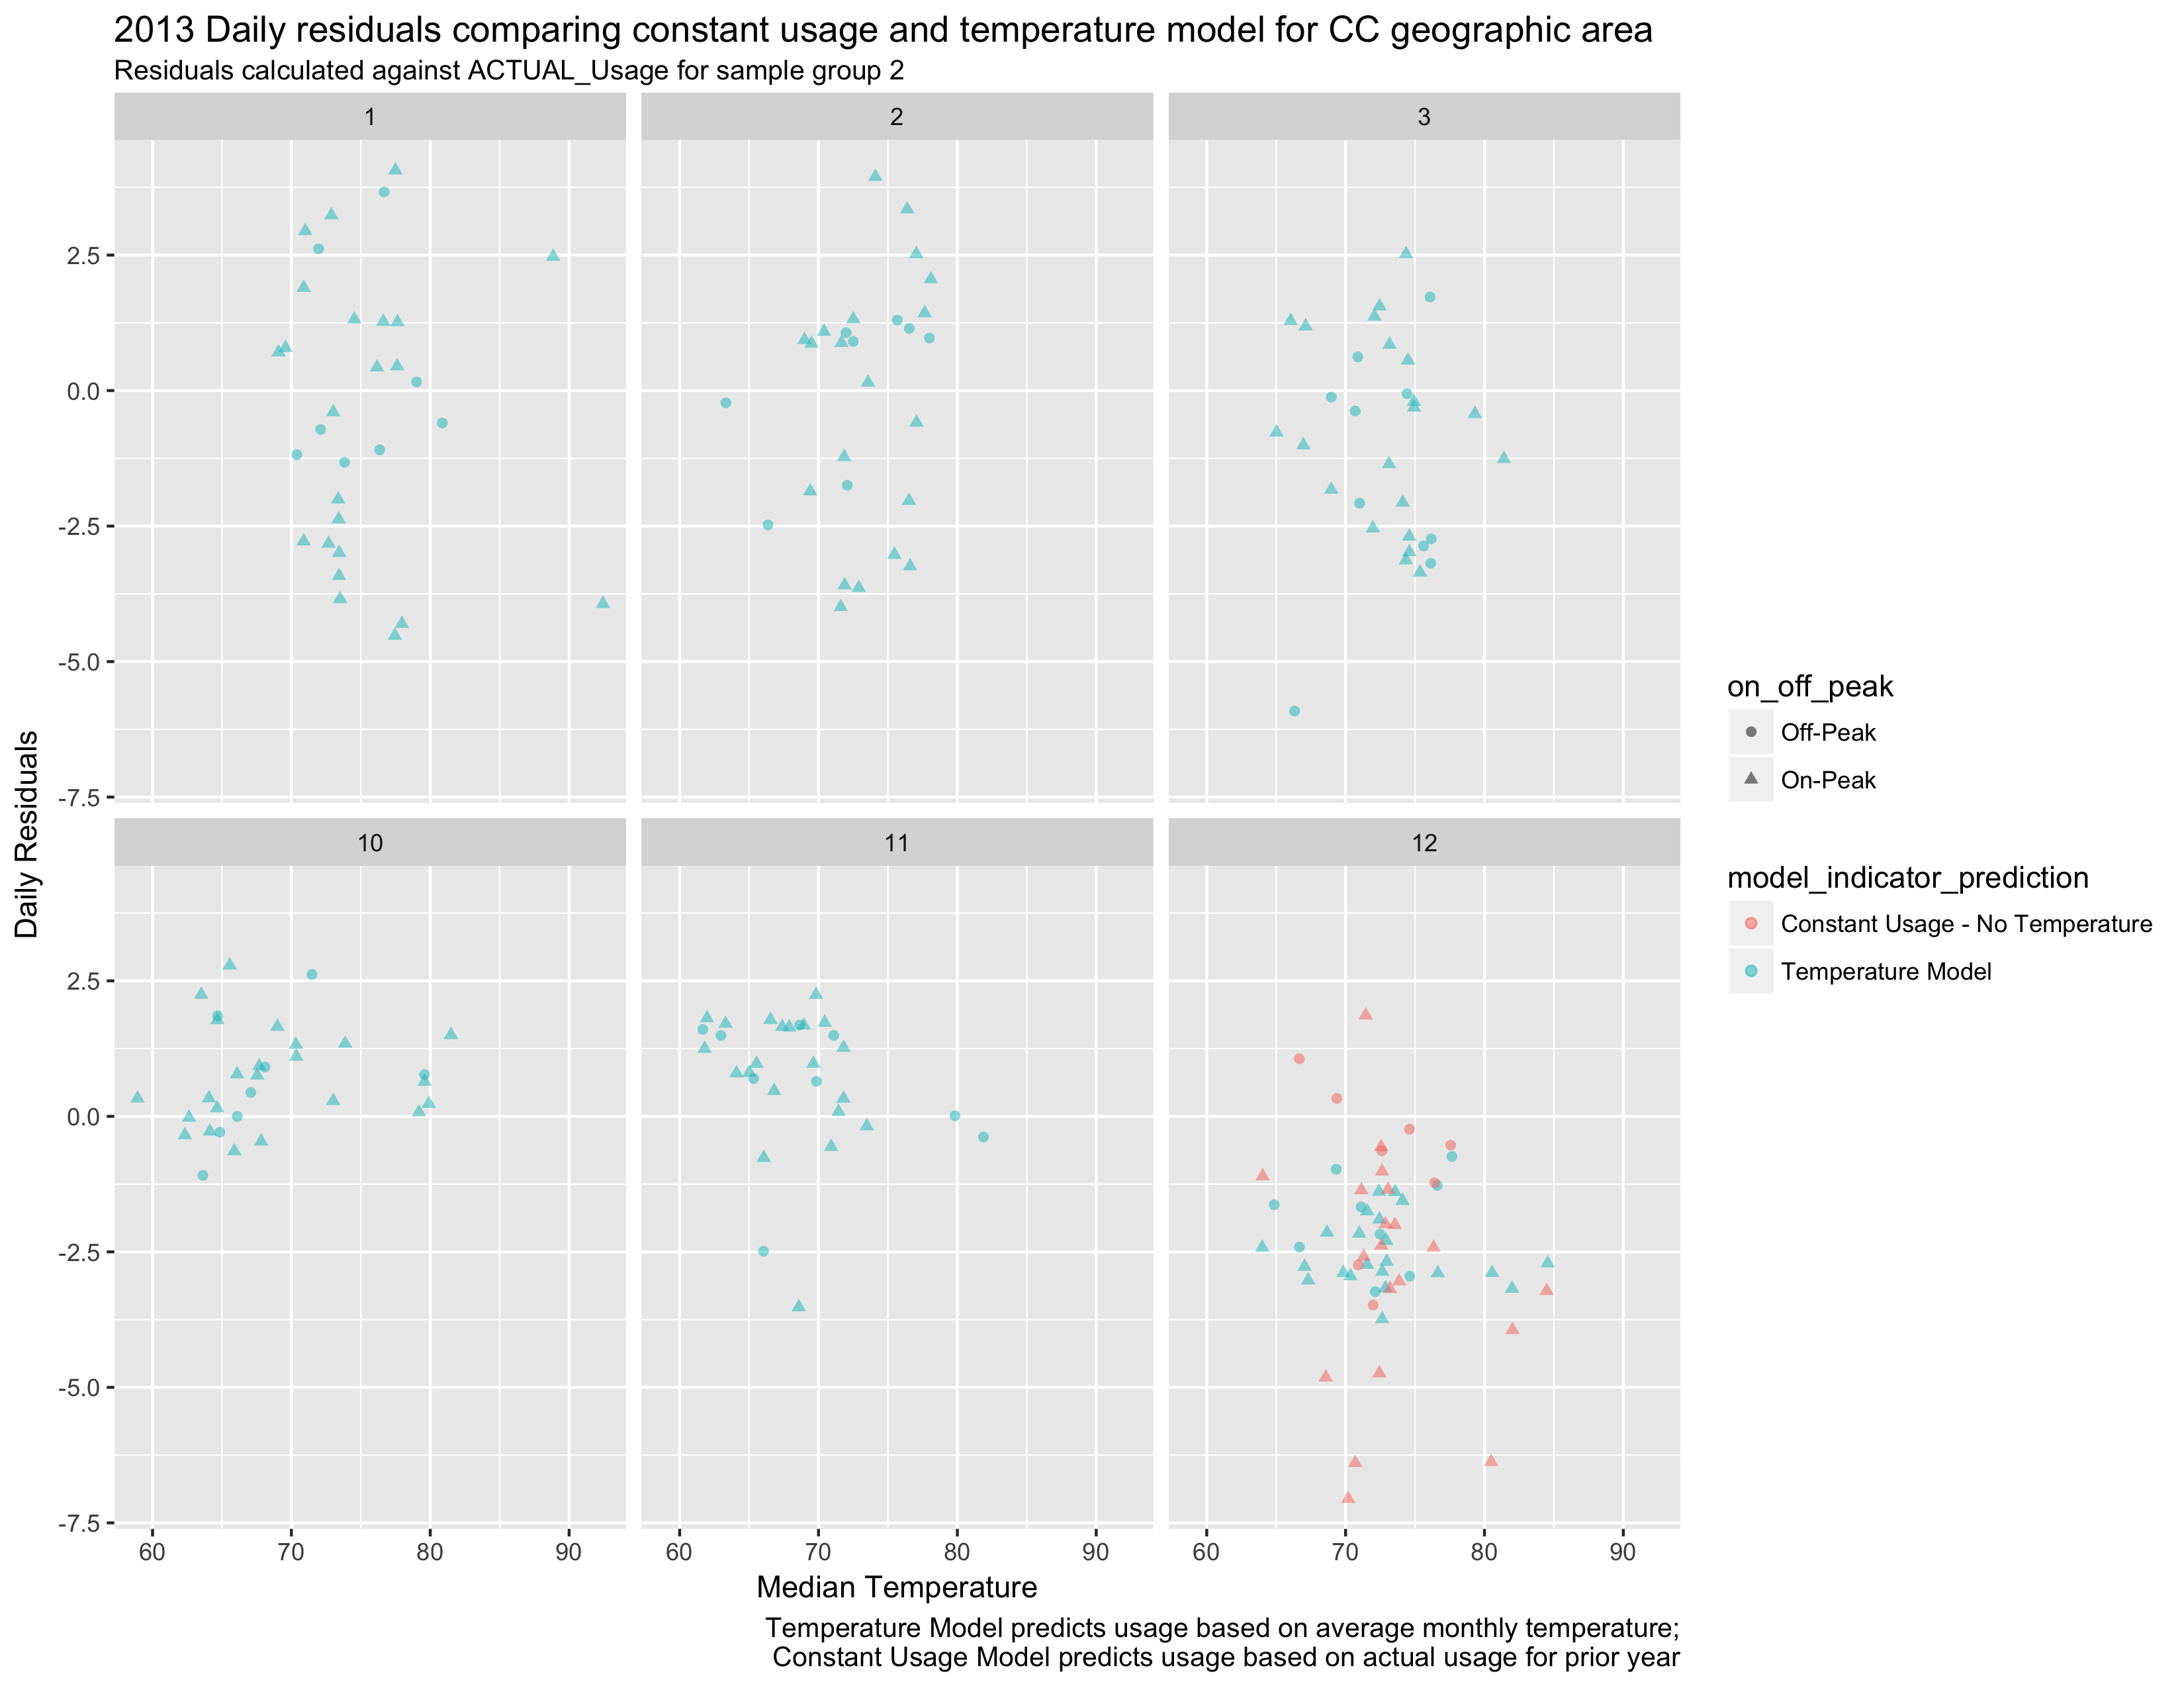 2013 Daily residuals comparing constant usage and temperature model for CC geographic area
Residuals calculated against ACTUAL_Usage for sample group 2
1
2
3
2.5
0.0
-2.5
-5.0
-7.5
10
11
12
2.5
0.0
-2.5
-5.0
-7.5
60 70 80 90
60 70 80 90
60 70 80 90
Daily Residuals
Median Temperature
Temperature Model predicts usage based on average monthly temperature;
Constant Usage Model predicts usage based on actual usage for prior year
on_off_peak
Off-Peak
On-Peak
model_indicator_prediction
Constant Usage - No Temperature
Temperature Model